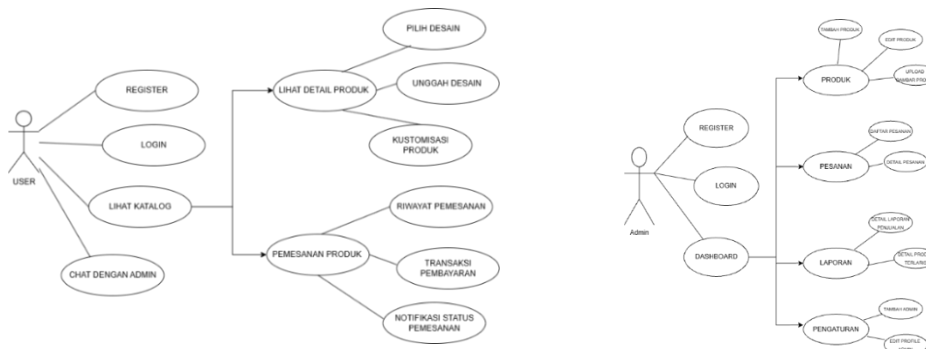 PILIH DESAIN
REGISTER
LIHAT DETAIL PRODUK
UNGGAH DESAIN
LOGIN
KUSTOMISASI
PRODUK
USER
LIHAT KATALOG
RIWAYAT PEMESANAN
PEMESANAN PRODUK
CHAT DENGAN ADMIN
TRANSAKSI
PEMBAYARAN
NOTIFIKASI STATUS
PEMESANAN
TAMBAH PRODUK
EDIT PRODUK
PRODUK
UPLOAD
REGISTER
DAFTAR PESANAN
PESANAN
DETAIL PESANAN
LOGIN
Admin
DETAIL LAPORAN
PENJUALAN
DASHBOARD
LAPORAN
TAMBAH ADMIN
PENGATURAN
EDIT PROFILE